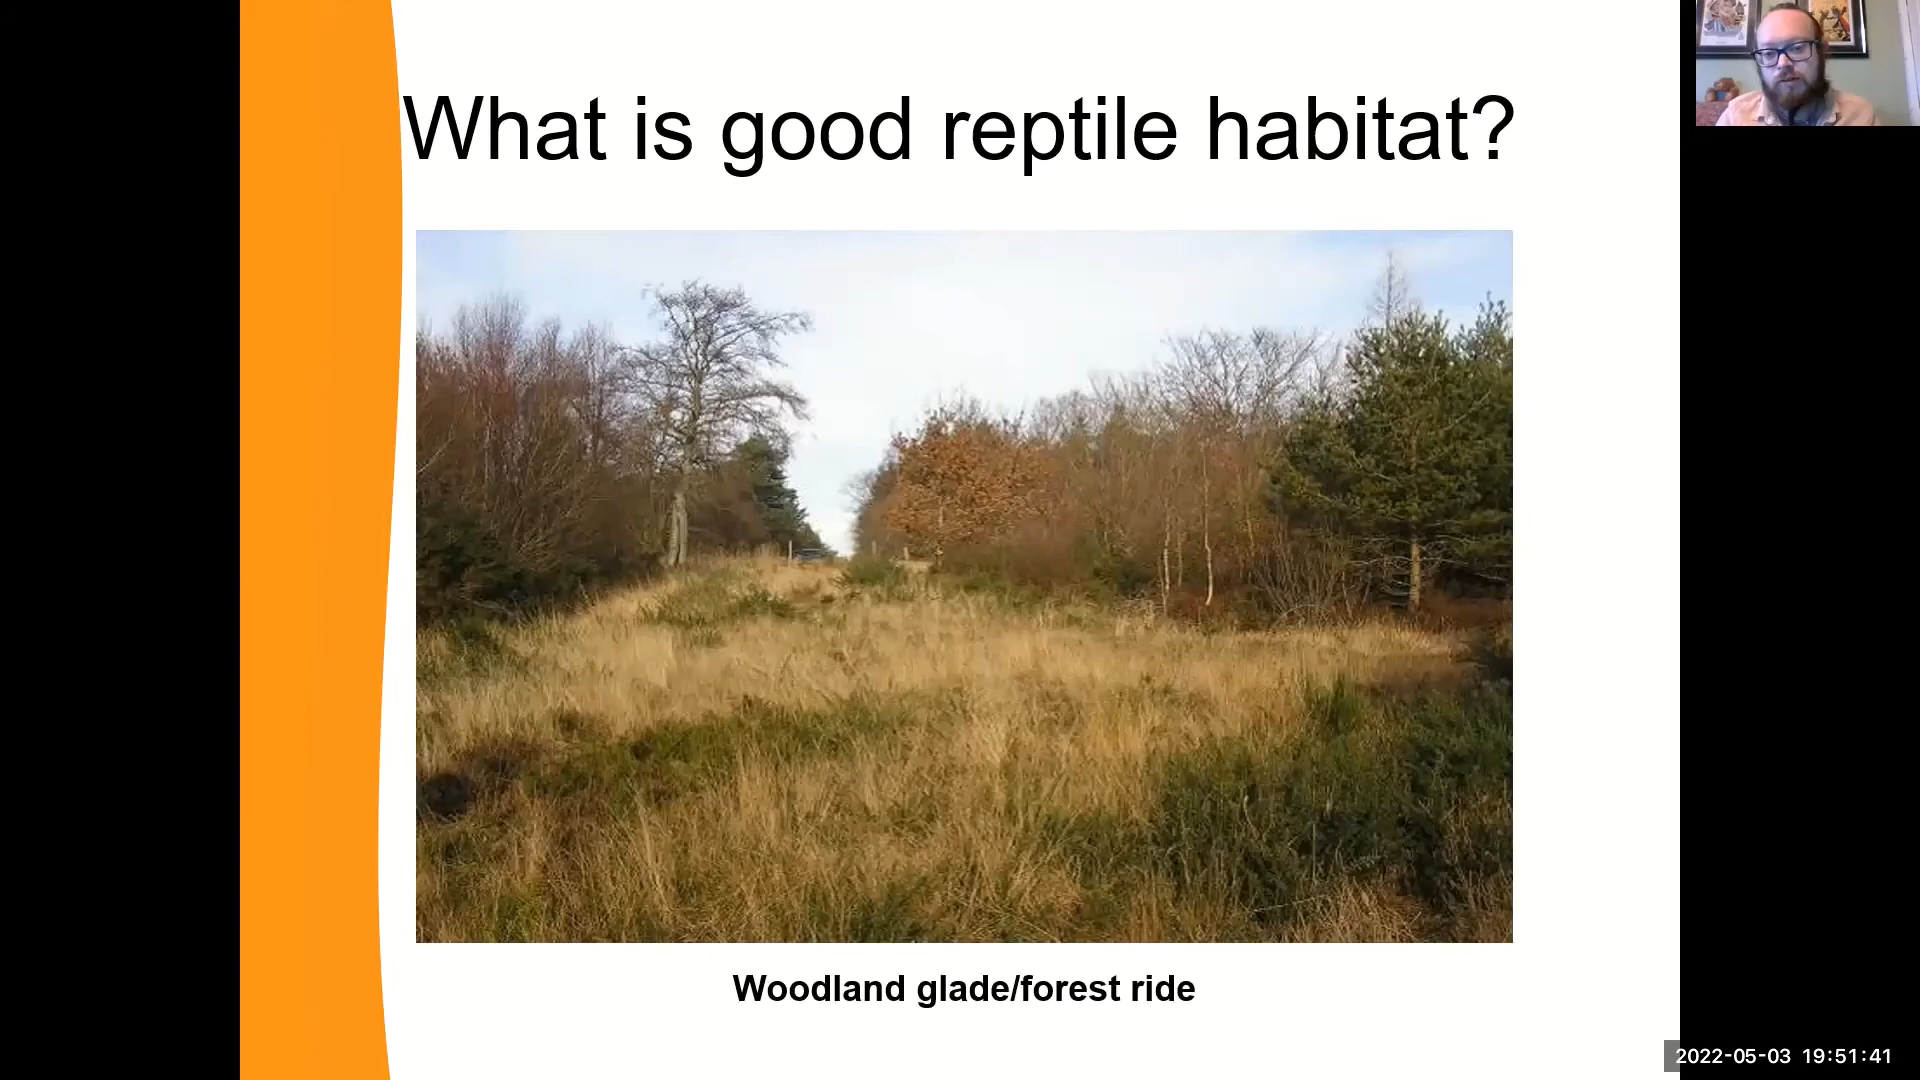 What is good reptile habitat?
Woodland glade/forest ride
2022-05-03 19:51:41